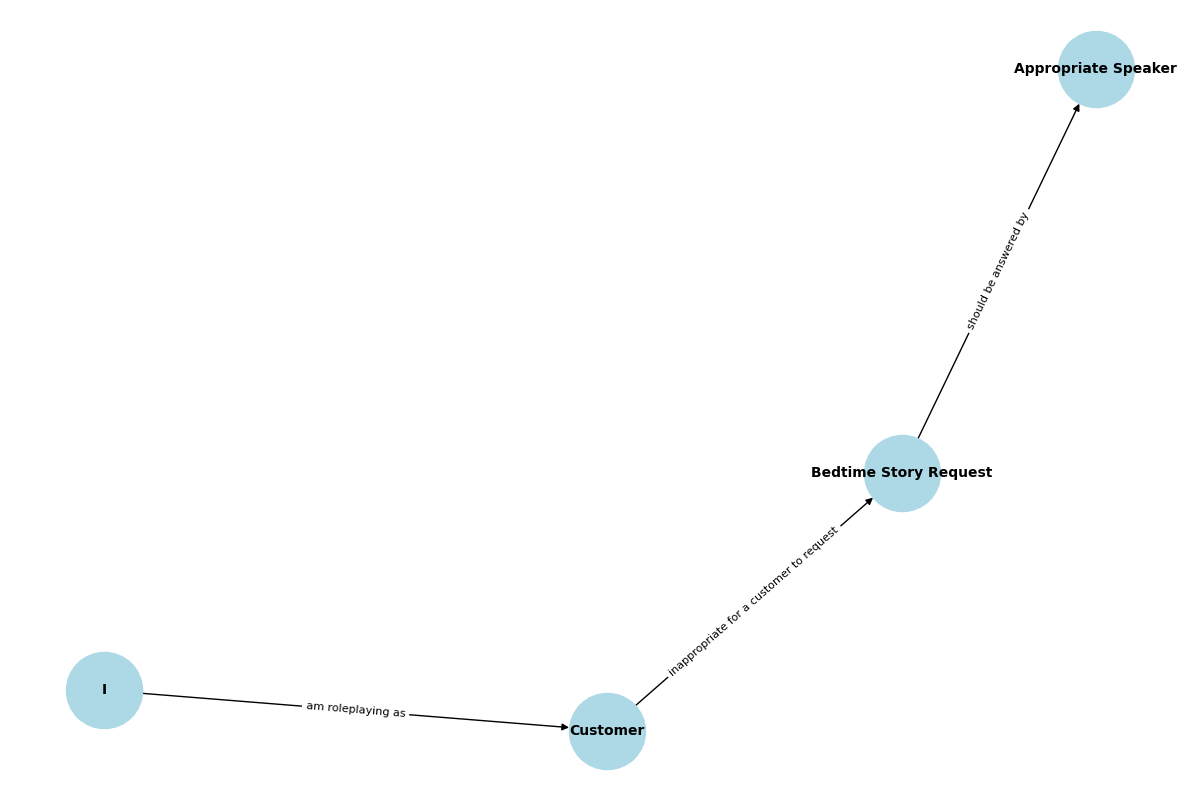 Appropriate Speaker
should be answered by
Bedtime Story Request
inappropriate for a customer to request
I
am roleplaying as
Customer